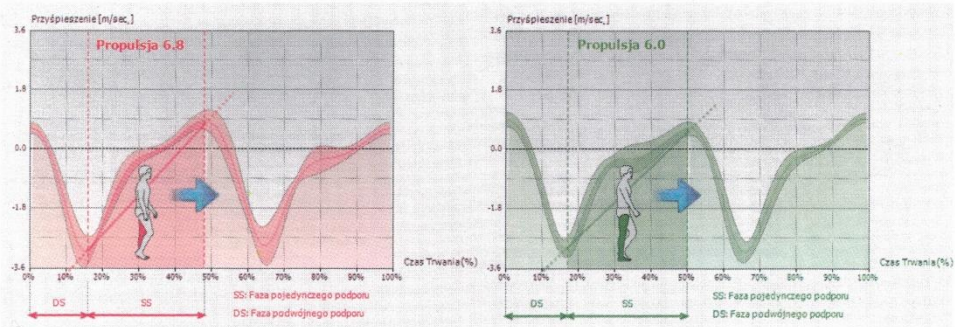 Przyśpieszenie [m/sec,]
3.6
Propulsja 6.8
1.8
0.0
-1.8
-3.6
0% 10% 20% 30% 40% 50% 60% 70% 80% 90% 100%
Czas Trwania(%)
DS SS
SS: Faza pojedynczego podporu
DS: Faza podwójnego podporu
Przyśpieszenie [m/sec,]
3.6
Propulsja 6.0
1.8
0.0
-1.8
-3.6
0% 10% 20% 30% 40% 50% 60% 70% 80% 90% 100%
Czas Trwania(%)
DS SS
SS: Faza pojedynczego podporu
DS: Faza podwójnego podporu